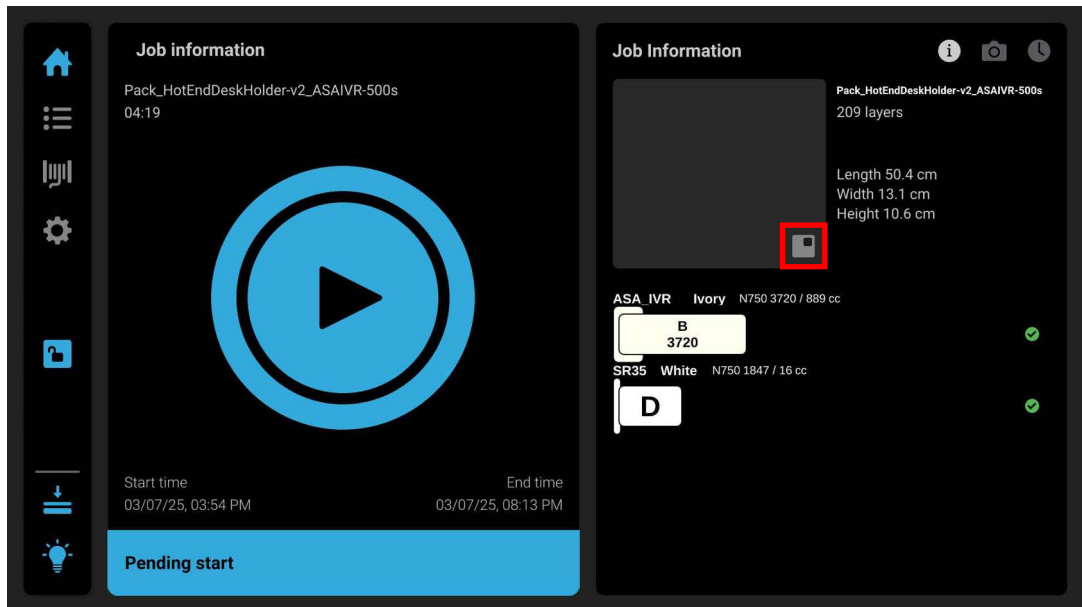 Job information
Pack_HotEndDeskHolder-v2_ASAIVR-500s
04:19
Start time
End time
03/07/25, 03:54 PM
03/07/25, 08:13 PM
Pending start
Job Information
Pack_HotEndDeskHolder-v2_ASAIVR-500s
209 layers
Length 50.4 cm
Width 13.1 cm
Height 10.6 cm
ASA_IVR Ivory N750 3720 / 889 cc
B
3720
SR35 White N750 1847 / 16 cc
D